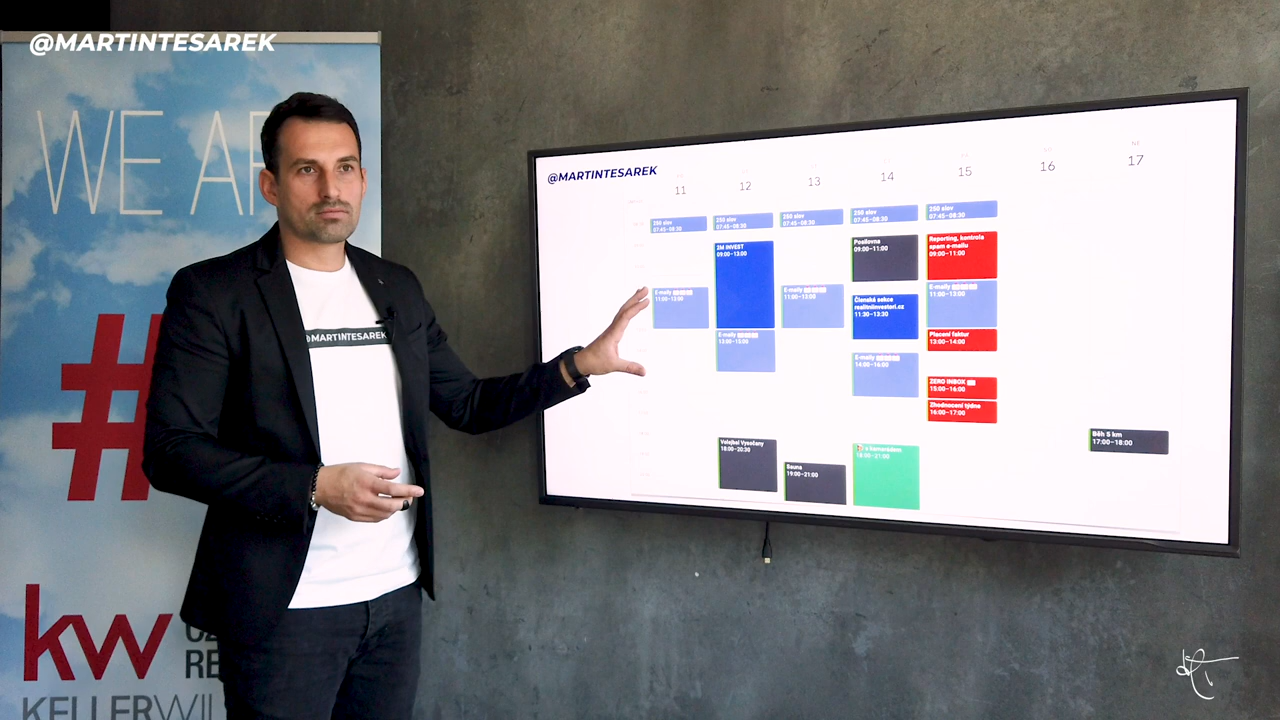 @MARTINTESAREK
WE AR
#
kw
KELLERWIL
@MARTINTESAREK
@MARTINTESAREK
11
12
13
14
15
16
17
250 slov
07:45–08:30
250 slov
07:45–08:30
250 slov
07:45–08:30
250 slov
07:45–08:30
250 slov
07:45–08:30
E-maily
11:00–13:00
2M INVEST
09:00–13:00
E-maily
13:00–15:00
Volejbal Vysočany
18:00–20:30
E-maily
11:00–13:00
Sauna
19:00–21:00
Posilovna
09:00–11:00
Členská sekce
realitniinvestori.cz
11:30–13:30
E-maily
14:00–16:00
s kamarádem
18:00–21:00
Reporting, kontrola
spam e-mailu
09:00–11:00
E-maily
11:00–13:00
Placení faktur
13:00–14:00
ZERO INBOX
15:00–16:00
Zhodnocení týdne
16:00–17:00
Běh 5 km
17:00–18:00